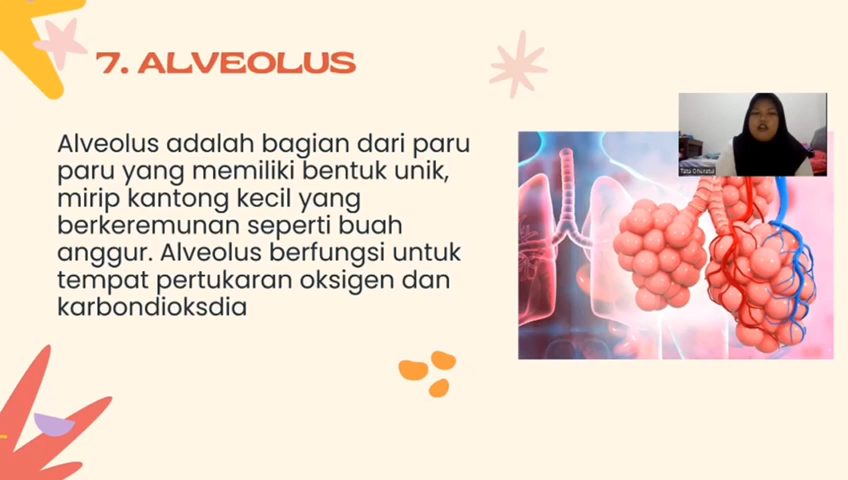 7. ALVEOLUS
Alveolus adalah bagian dari paru
paru yang memiliki bentuk unik,
mirip kantong kecil yang
berkeremunan seperti buah
anggur. Alveolus berfungsi untuk
tempat pertukaran oksigen dan
karbondioksdia
Tata